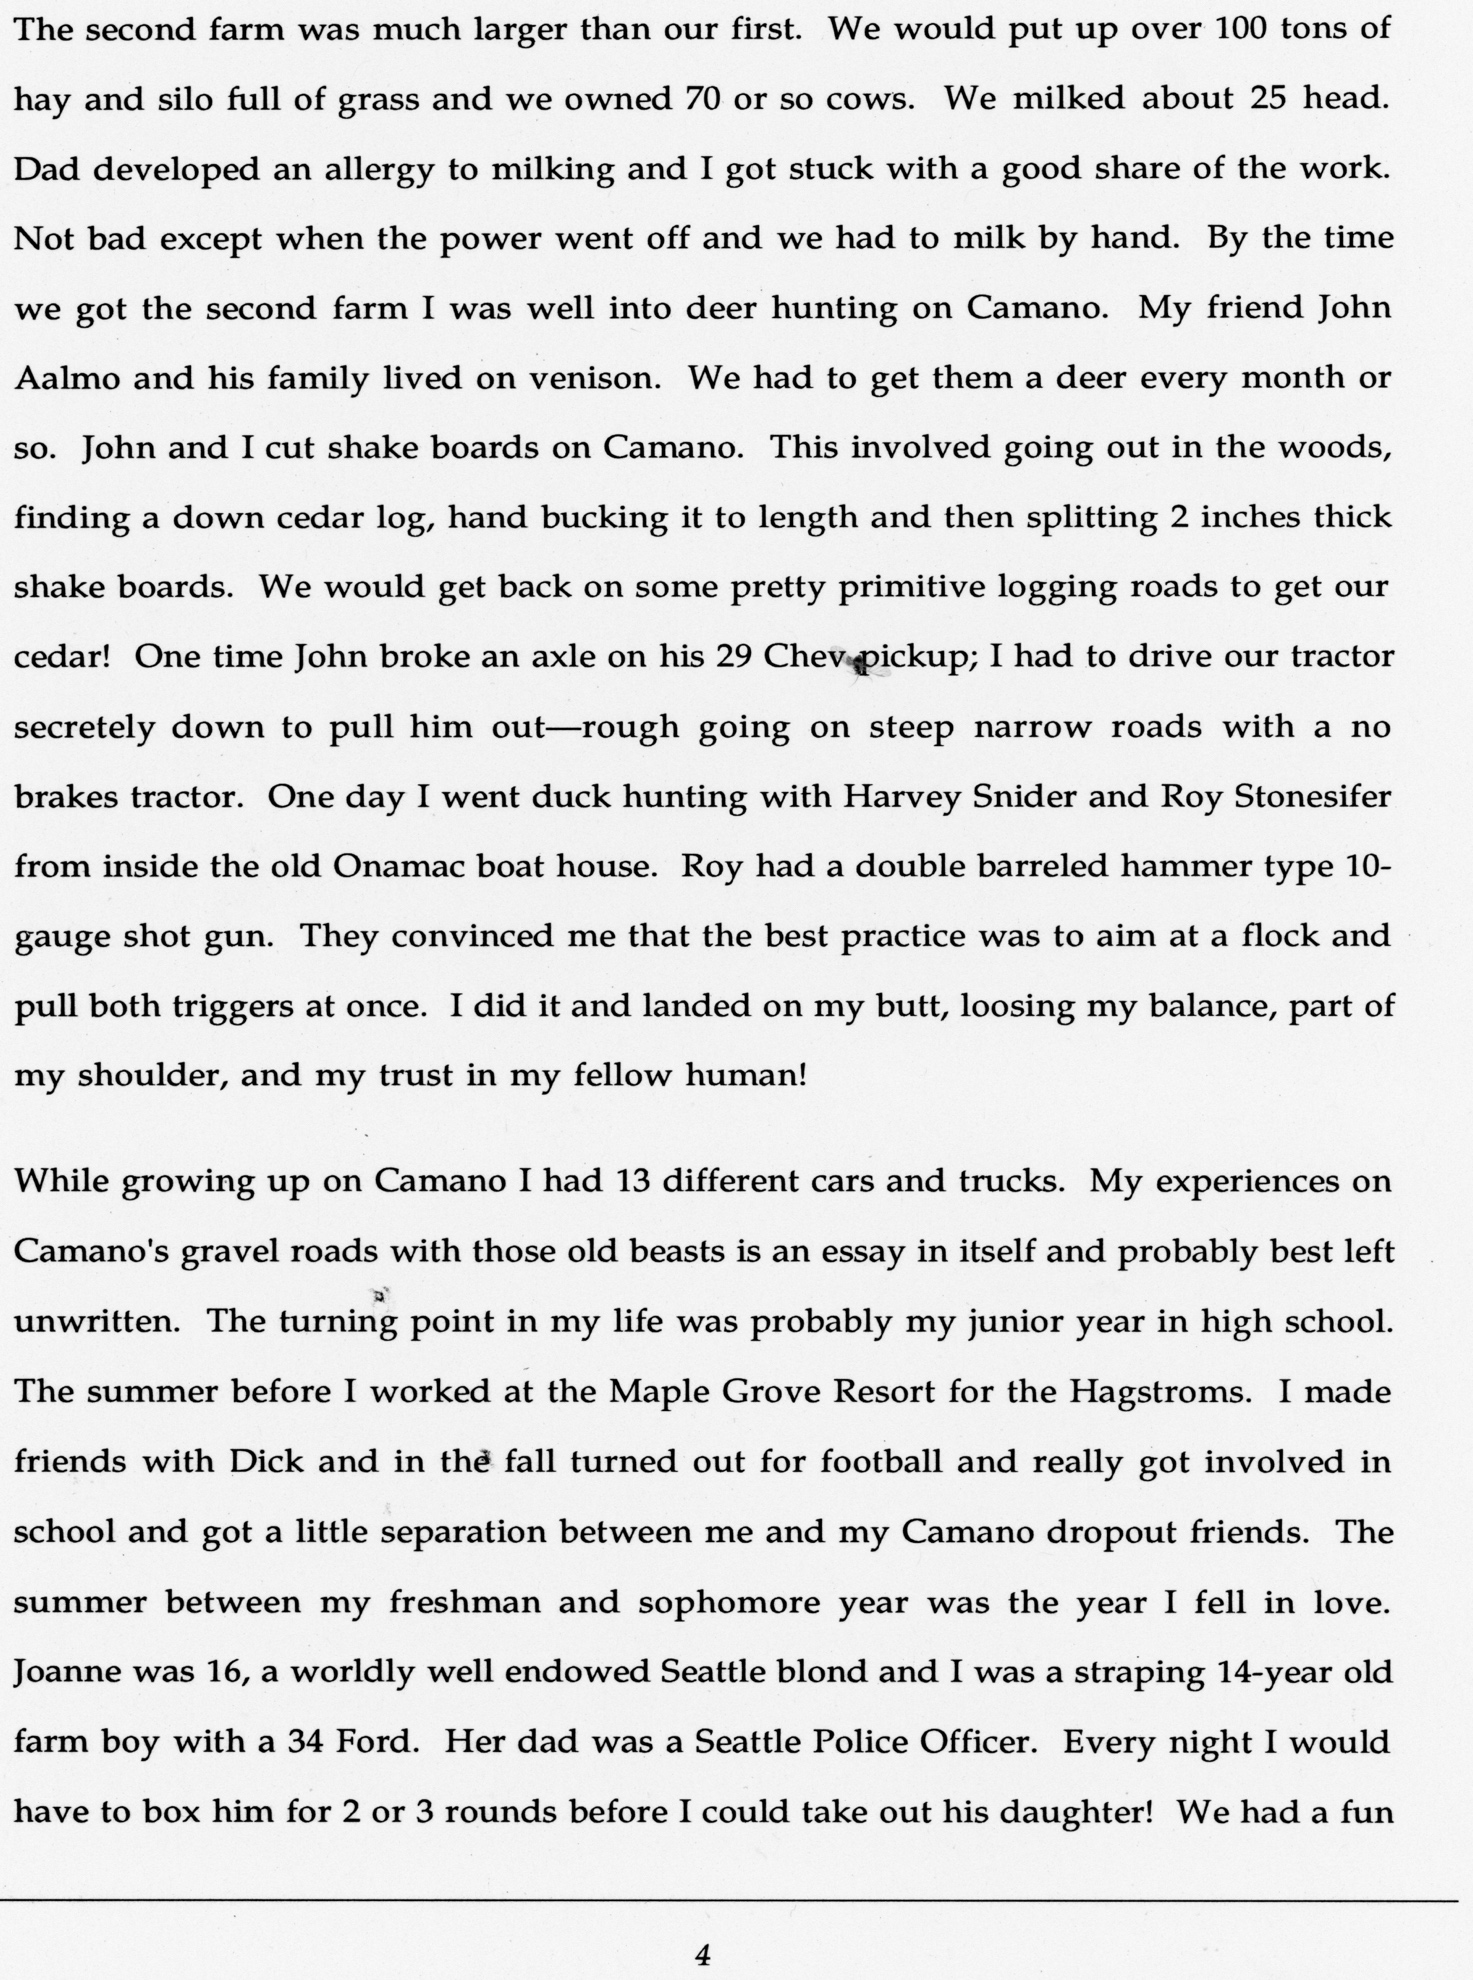 The second farm was much larger than our first. We would put up over 100 tons of
hay and silo full of grass and we owned 70 or so cows. We milked about 25 head.
Dad developed an allergy to milking and I got stuck with a good share of the work.
Not bad except when the power went off and we had to milk by hand. By the time
we got the second farm I was well into deer hunting on Camano. My friend John
Aalmo and his family lived on venison. We had to get them a deer every month or
so. John and I cut shake boards on Camano. This involved going out in the woods,
finding a down cedar log, hand bucking it to length and then splitting 2 inches thick
shake boards. We would get back on some pretty primitive logging roads to get our
cedar! One time John broke an axle on his 29 Chev pickup; I had to drive our tractor
secretely down to pull him out—rough going on steep narrow roads with a no
brakes tractor. One day I went duck hunting with Harvey Snider and Roy Stonesifer
from inside the old Onamac boat house. Roy had a double barreled hammer type 10-
gauge shot gun. They convinced me that the best practice was to aim at a flock and
pull both triggers at once. I did it and landed on my butt, loosing my balance, part of
my shoulder, and my trust in my fellow human!
While growing up on Camano I had 13 different cars and trucks. My experiences on
Camano's gravel roads with those old beasts is an essay in itself and probably best left
unwritten. The turning point in my life was probably my junior year in high school.
The summer before I worked at the Maple Grove Resort for the Hagstroms. I made
friends with Dick and in the fall turned out for football and really got involved in
school and got a little separation between me and my Camano dropout friends. The
summer between my freshman and sophomore year was the year I fell in love.
Joanne was 16, a worldly well endowed Seattle blond and I was a straping 14-year old
farm boy with a 34 Ford. Her dad was a Seattle Police Officer. Every night I would
have to box him for 2 or 3 rounds before I could take out his daughter! We had a fun
4